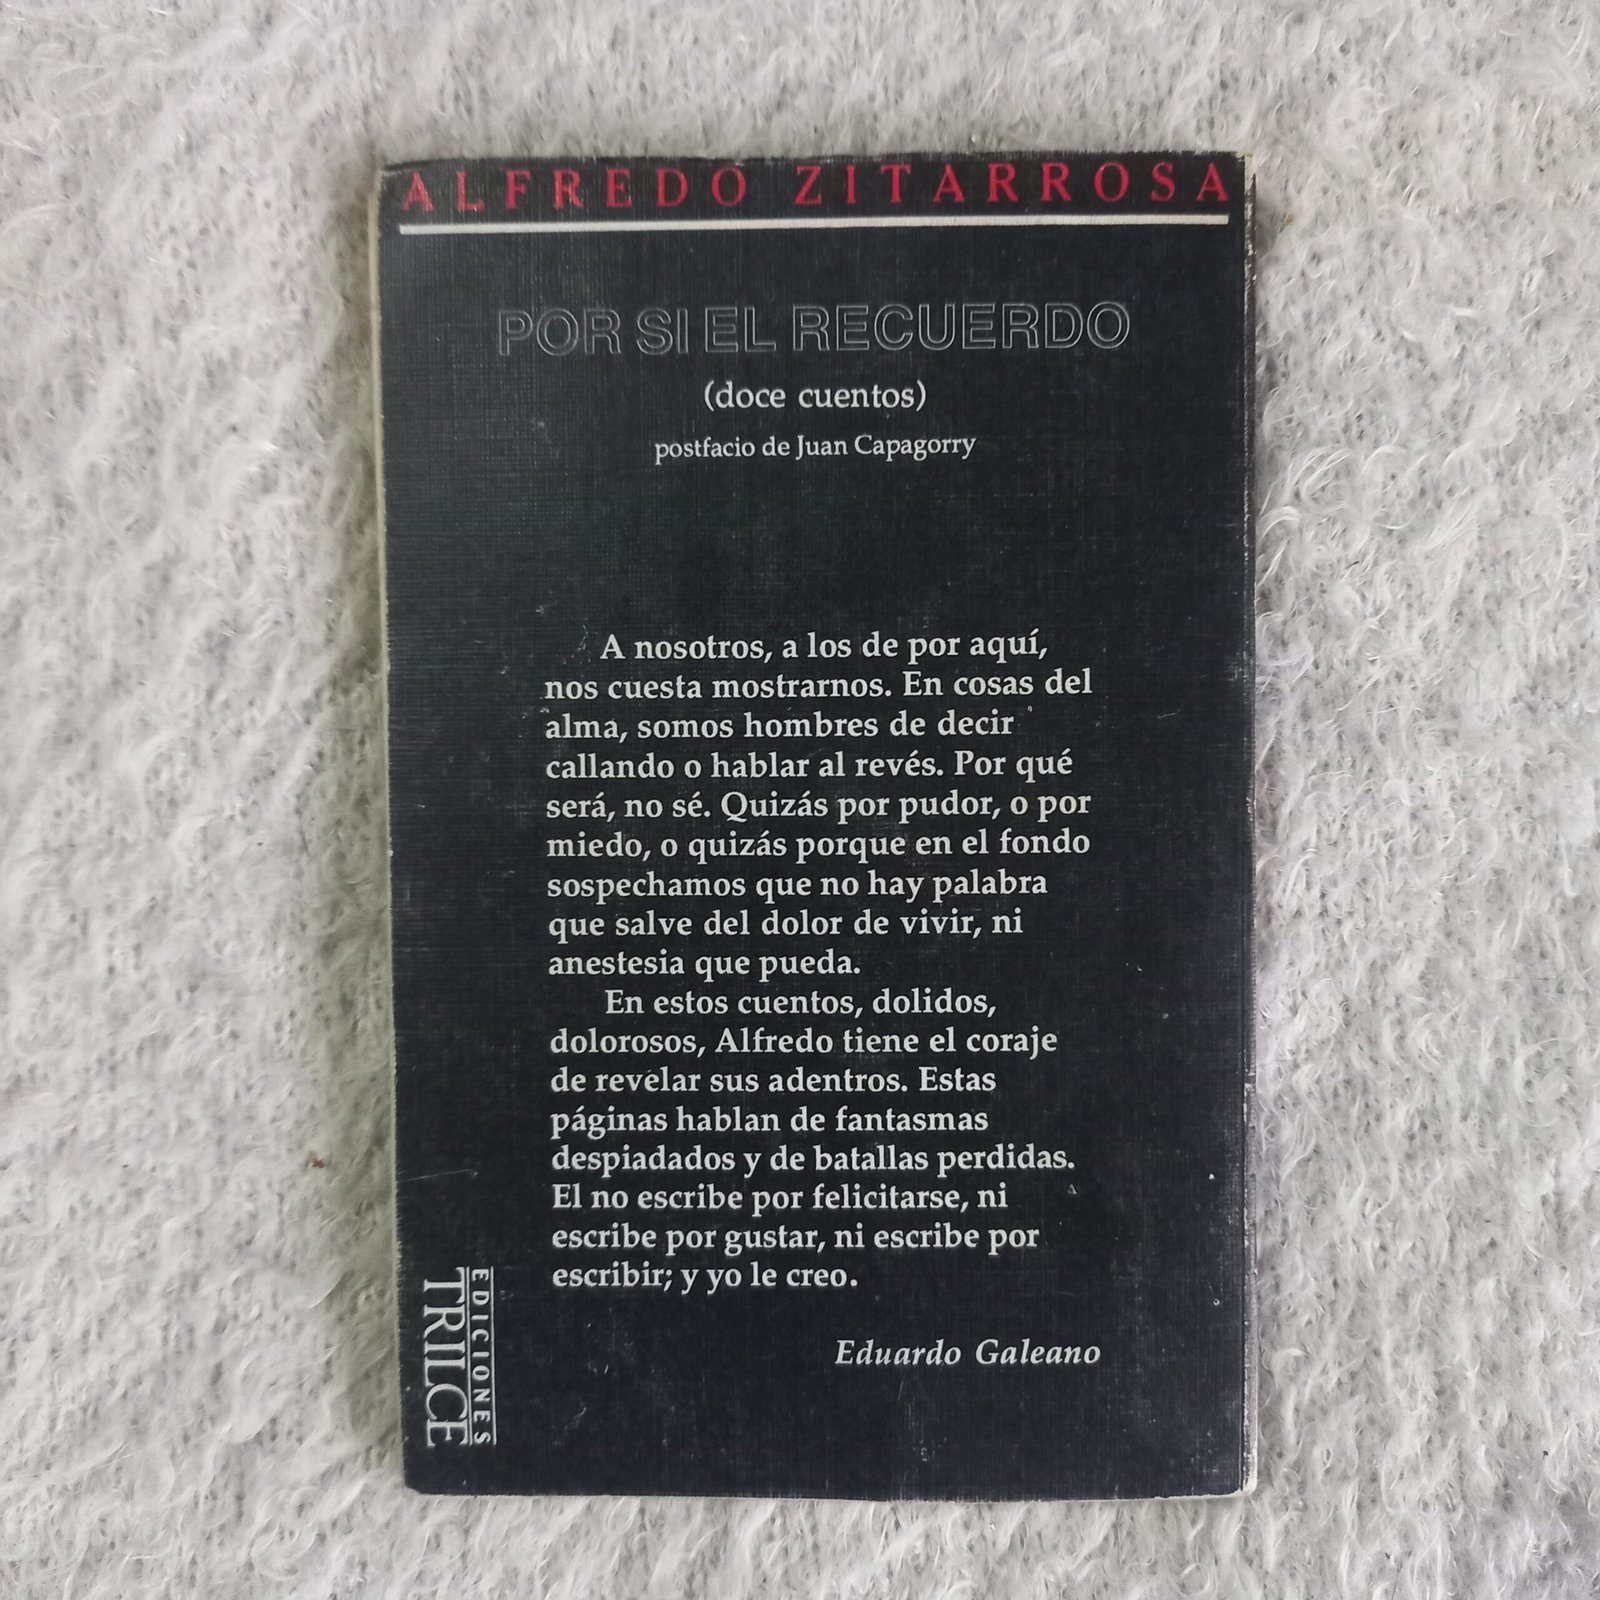 ALFREDO ZITARROSA
POR SI EL RECUERDO
(doce cuentos)
postfacio de Juan Capagorry
A nosotros, a los de por aquí,
nos cuesta mostrarnos. En cosas del
alma, somos hombres de decir
callando o hablar al revés. Por qué
será, no sé. Quizás por pudor, o por
miedo, o quizás porque en el fondo
sospechamos que no hay palabra
que salve del dolor de vivir, ni
anestesia que pueda.
En estos cuentos, dolidos,
dolorosos, Alfredo tiene el coraje
de revelar sus adentros. Estas
páginas hablan de fantasmas
despiadados y de batallas perdidas.
El no escribe por felicitarse, ni
escribe por gustar, ni escribe por
escribir; y yo le creo.
Eduardo Galeano
EDICIONES
TRILCE